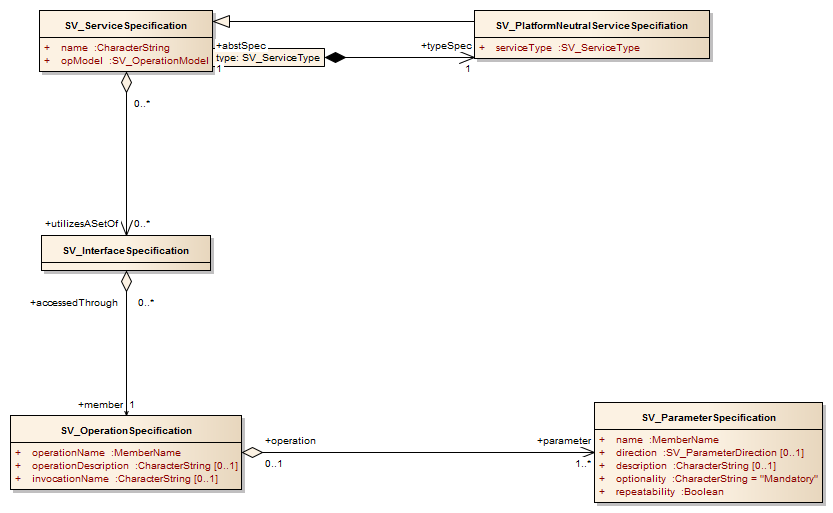 SV_ServiceSpecification
+ name :CharacterString
+ opModel :SV_OperationModel
SV_PlatformNeutralServiceSpecifiation
+ serviceType :SV_ServiceType
+abstSpec
type: SV_ServiceType
1
+typeSpec
1
0..*
+utilizesASetOf 0..*
SV_InterfaceSpecification
+accessedThrough 0..*
+member 1
SV_OperationSpecification
+ operationName :MemberName
+ operationDescription :CharacterString [0..1]
+ invocationName :CharacterString [0..1]
+operation
0..1
+parameter
1..*
SV_ParameterSpecification
+ name :MemberName
+ direction :SV_ParameterDirection [0..1]
+ description :CharacterString [0..1]
+ optionality :CharacterString = "Mandatory"
+ repeatability :Boolean